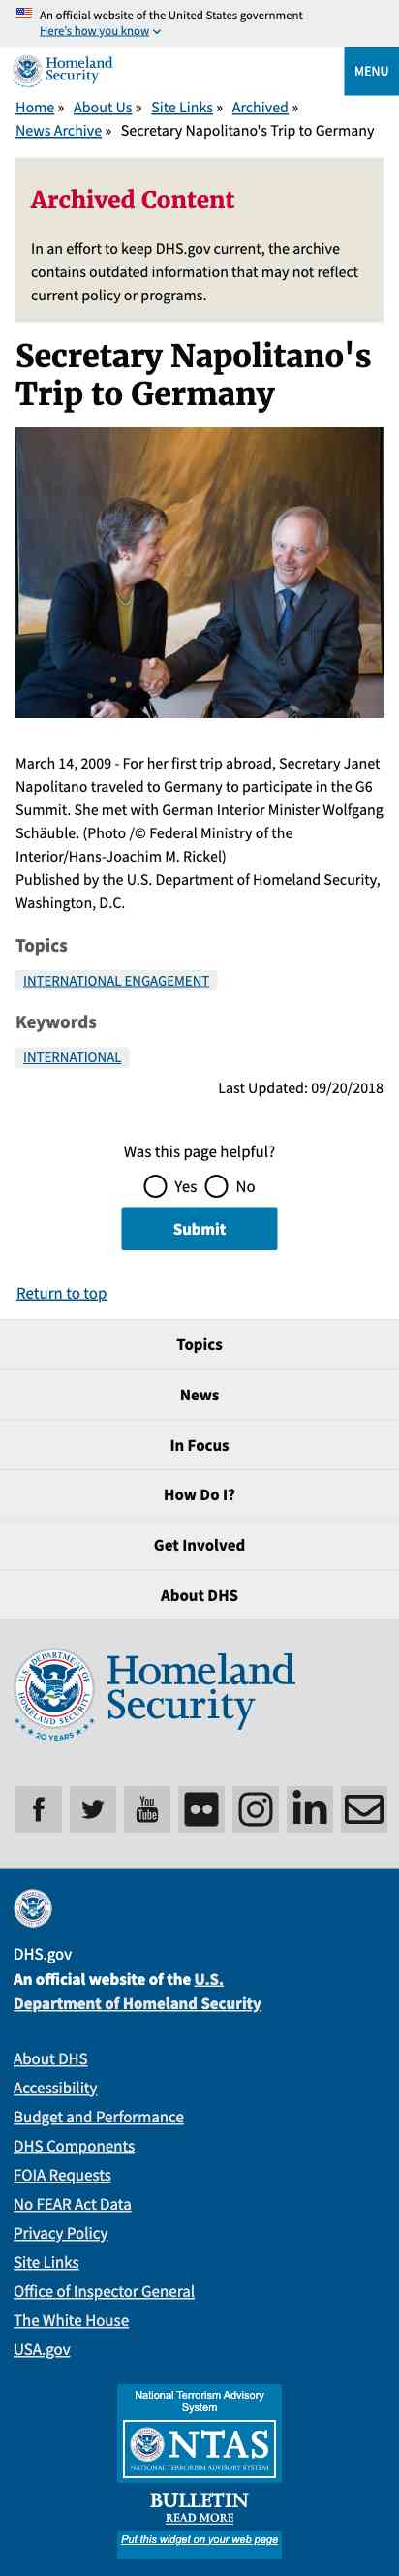 An official website of the United States government
Here's how you know
Homeland
Security
MENU
Home » About Us » Site Links » Archived »
News Archive » Secretary Napolitano's Trip to Germany
Archived Content
In an effort to keep DHS.gov current, the archive
contains outdated information that may not reflect
current policy or programs.
Secretary Napolitano's
Trip to Germany
March 14, 2009 - For her first trip abroad, Secretary Janet
Napolitano traveled to Germany to participate in the G6
Summit. She met with German Interior Minister Wolfgang
Schäuble. (Photo /© Federal Ministry of the
Interior/Hans-Joachim M. Rickel)
Published by the U.S. Department of Homeland Security,
Washington, D.C.
Topics
INTERNATIONAL ENGAGEMENT
Keywords
INTERNATIONAL
Last Updated: 09/20/2018
Was this page helpful?
Yes No
Submit
Return to top
Topics
News
In Focus
How Do I?
Get Involved
About DHS
U.S. DEPARTMENT OF HOMELAND SECURITY
20 YEARS
Homeland
Security
You
Tube
in
DHS.gov
An official website of the U.S.
Department of Homeland Security
About DHS
Accessibility
Budget and Performance
DHS Components
FOIA Requests
No FEAR Act Data
Privacy Policy
Site Links
Office of Inspector General
The White House
USA.gov
National Terrorism Advisory
System
NTAS
NATIONAL TERRORISM ADVISORY SYSTEM
BULLETIN
READ MORE
Put this widget on your web page